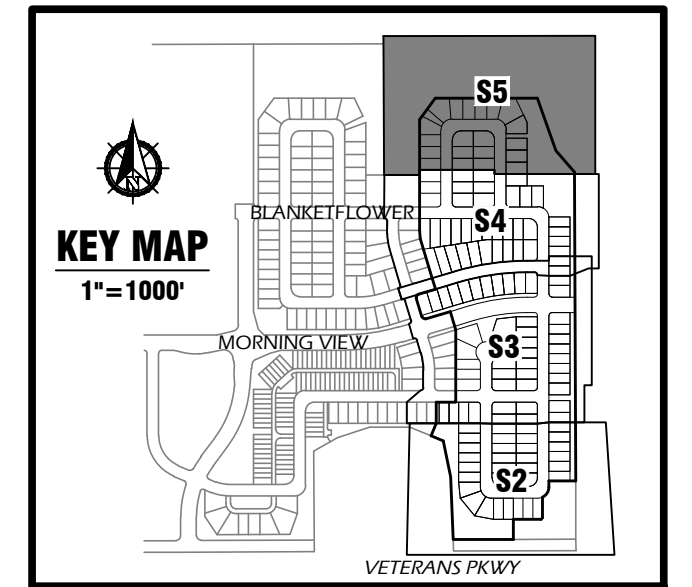 S5
BLANKETFLOWER
S4
N
KEY MAP
1"=1000'
MORNING VIEW
S3
S2
VETERANS PKWY